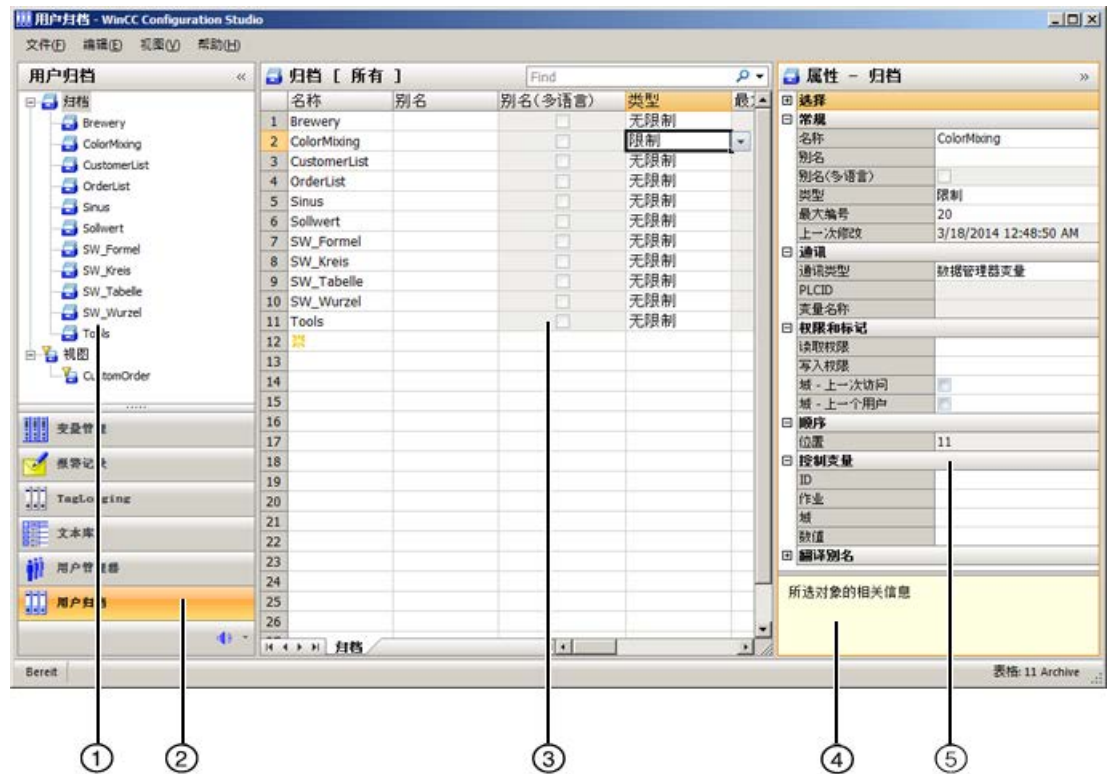 用户归档 - WinCC Configuration Studio
文件(F) 编辑(E) 视图(V) 帮助(H)
用户归档 «
归档
Brewery
ColorMixing
CustomerList
OrderList
Sinus
Sollwert
SW_Formel
SW_Kreis
SW_Tabelle
SW_Wurzel
视图
变量管
报警记
文本库
用户管 器
用户归
归档 [ 所有 ] Find
名称 别名 别名(多语言) 类型
1 Brewery 无限制
2 ColorMixing 限制
3 CustomerList 无限制
4 OrderList 无限制
5 Sinus 无限制
6 Sollwert 无限制
7 SW_Formel 无限制
8 SW_Kreis 无限制
9 SW_Tabelle 无限制
10 SW_Wurzel 无限制
11 Tools 无限制
12
13
14
15
16
17
18
19
20
21
22
23
24
25
26
归档
属性 - 归档 »
选择
常规
名称 ColorMixing
别名
别名(多语言)
类型 限制
最大编号 20
上一次修改 3/18/2014 12:48:50 AM
通讯
通讯类型 数据管理器变量
PLCID
变量名称
权限和标记
读取权限
写入权限
域 - 上一次访问
域 - 上一个用户
顺序
位置 11
控制变量
ID
作业
域
数值
翻译别名
所选对象的相关信息
Bereit 表格: 11 Archive
① ② ③ ④ ⑤